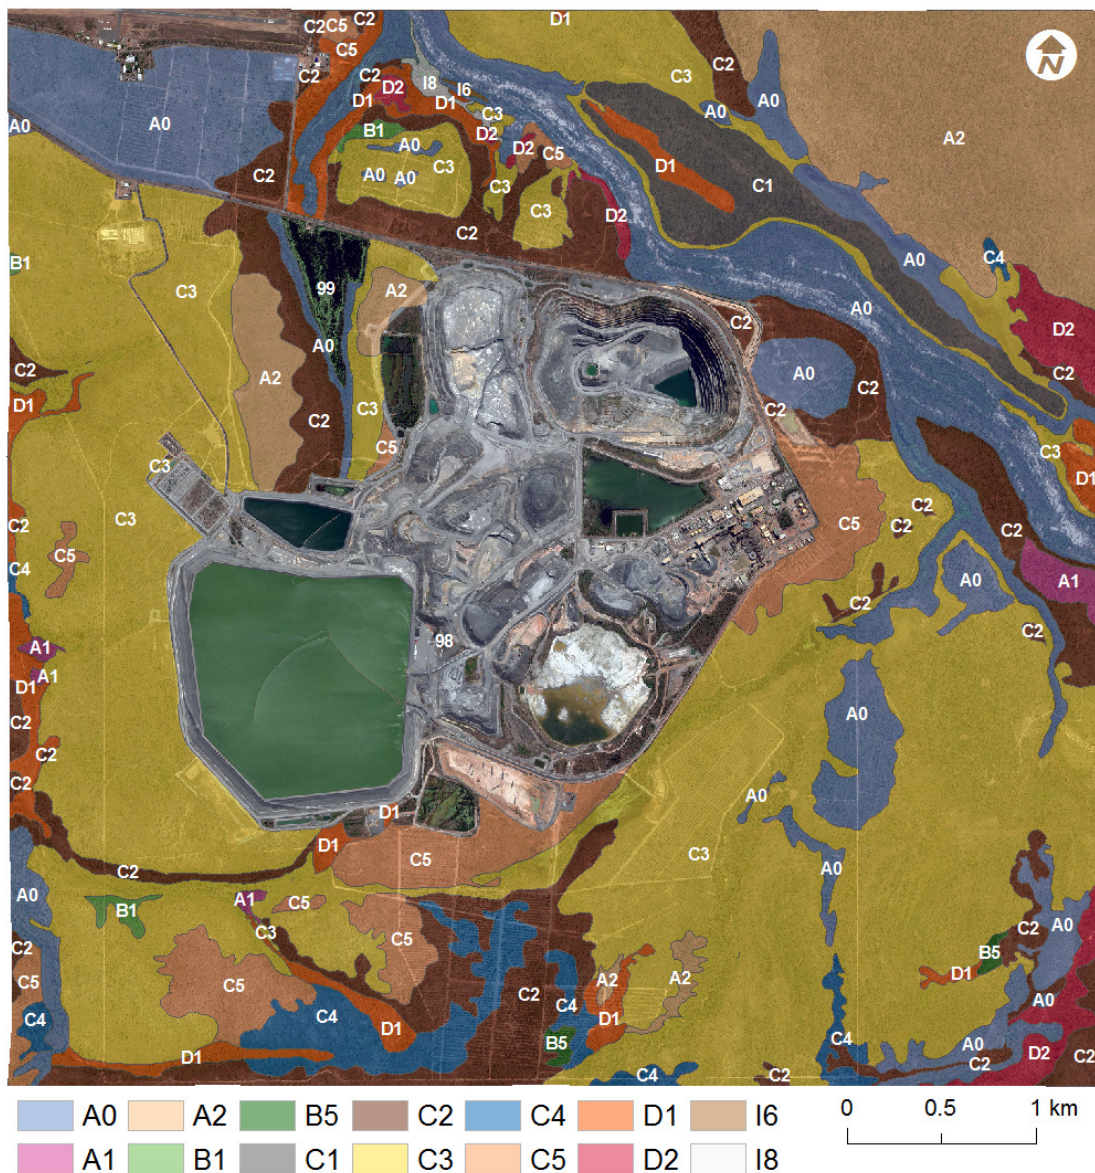 C2 C5 C2 D1
C5
C2 C2 I8 C3 C2
D1 D2 I6
D1 C3 A0 A0
A0 A0 B1 D2 D2 A2
A0 C3 C5 D1
C2 A0 A0 C3 C1
C3 D2
C2
B1 C3 99 A0 C4
A2 A0
C2 D2
A0
C2 A2 A0 C2 C2
D1 C3 C2
C2 C5 C3
C3 D1
C3 C2
C2 C5 C2 C2
C5
C4 A0 A1
C2
A1 98 C2
D1 A1
C2 A0
C2
C2 A0
D1
D1
C2 C5 C3 A0
A0
B1 A1 C5 C2 A0
C3 C5 B5
C2 A2 A2 D1
C5 C5 C2 C4 A0
C4 C4 D1 D1
D1 B5 C4 A0 D2 C2
C4 C2 C2
A0 A2 B5 C2 C4 D1 I6
A1 B1 C1 C3 C5 D2 I8
0 0.5 1 km
N